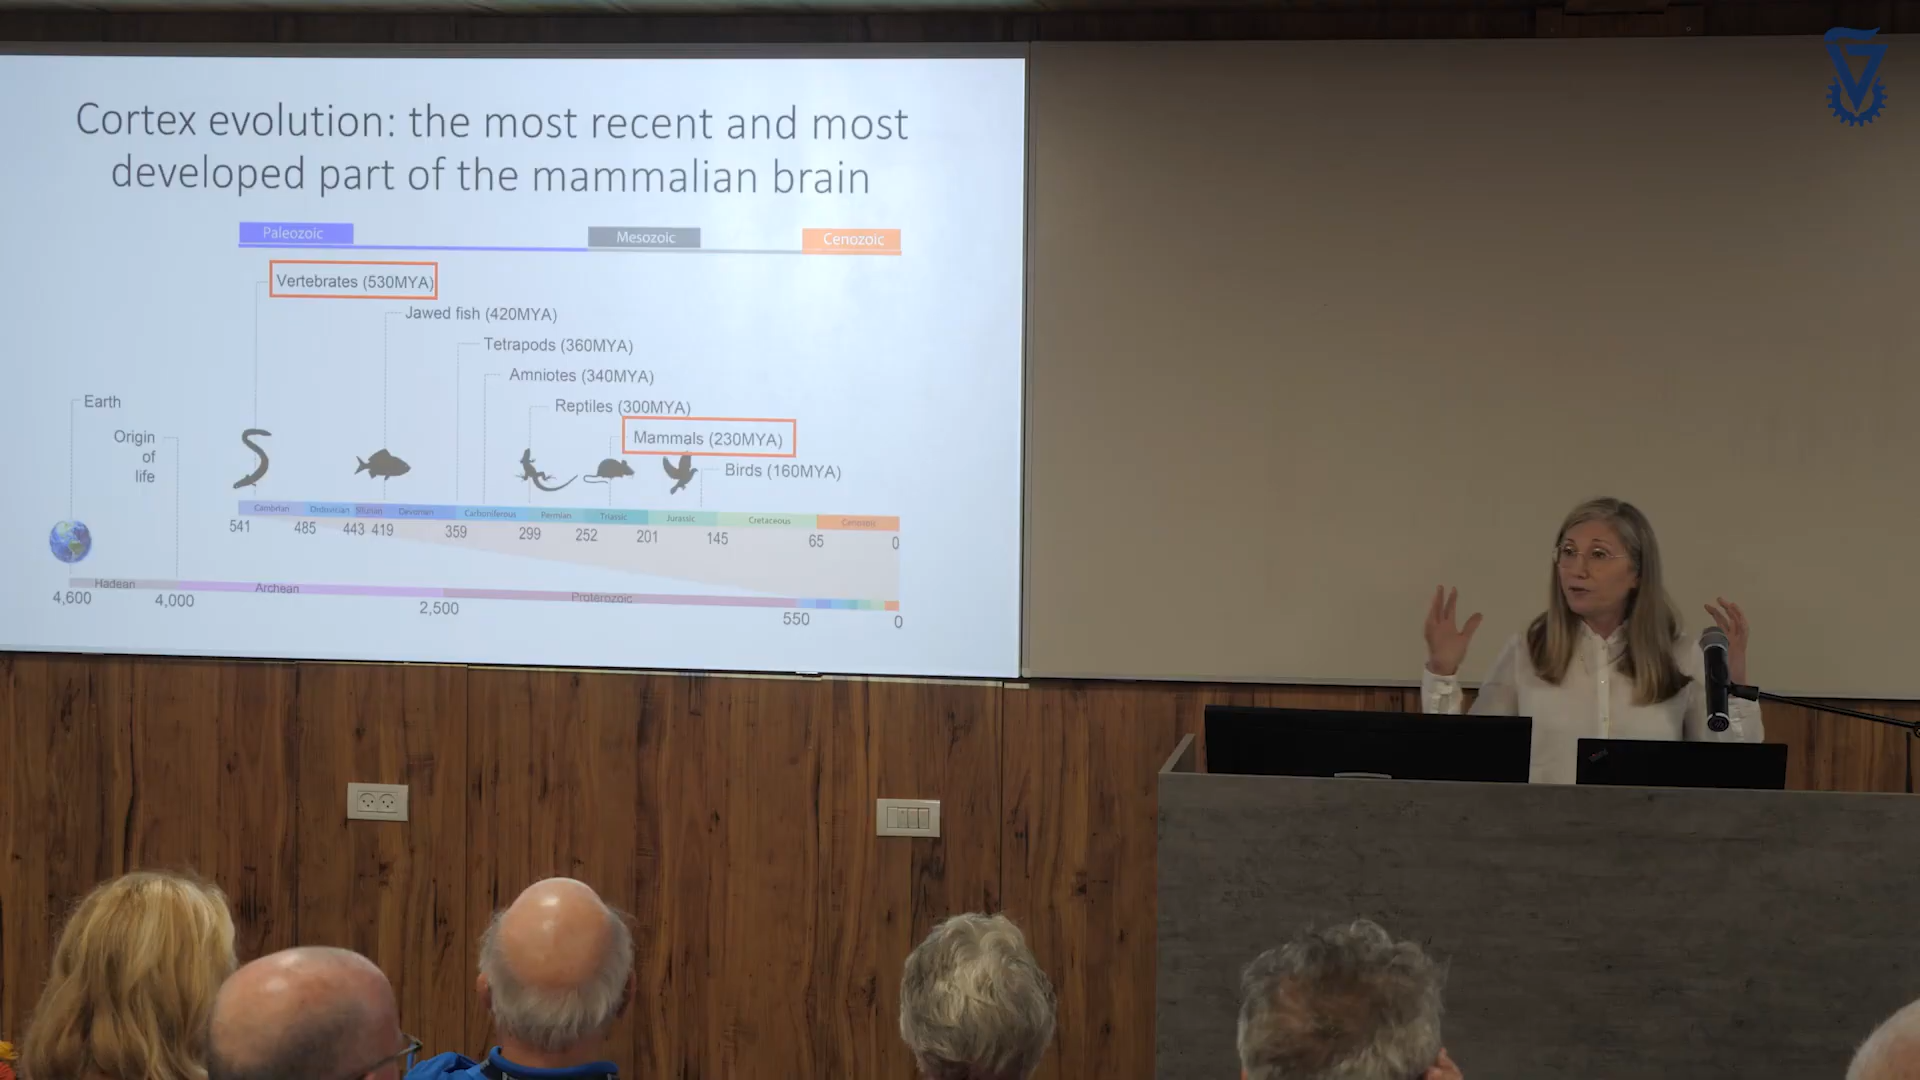 Cortex evolution: the most recent and most
developed part of the mammalian brain
Paleozoic
Mesozoic
Cenozoic
Vertebrates (530MYA)
Jawed fish (420MYA)
Tetrapods (360MYA)
Amniotes (340MYA)
Reptiles (300MYA)
Mammals (230MYA)
Birds (160MYA)
Earth
Origin
of
life
Cambrian Ordovician Silurian Devonian Carboniferous Permian Triassic Jurassic Cretaceous Cenozoic
541 485 443 419 359 299 252 201 145 65 0
Hadean Archean Proterozoic
4,600 4,000 2,500 550 0